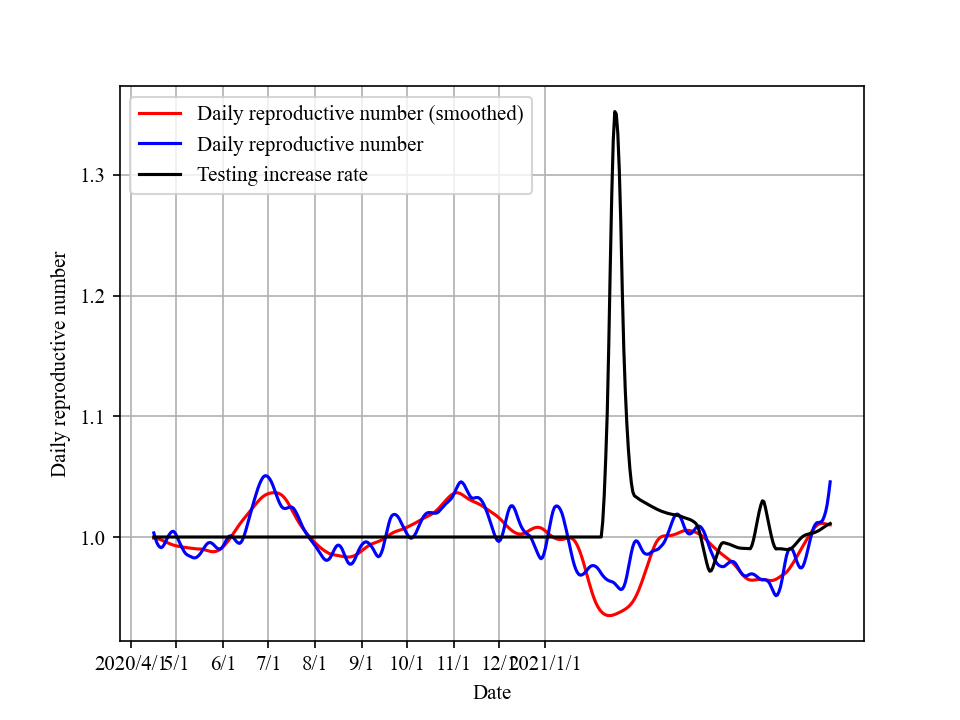 Daily reproductive number (smoothed)
Daily reproductive number
Testing increase rate
1.3
1.2
1.1
1.0
Daily reproductive number
2020/4/1 5/1 6/1 7/1 8/1 9/1 10/1 11/1 12/1 2021/1/1
Date